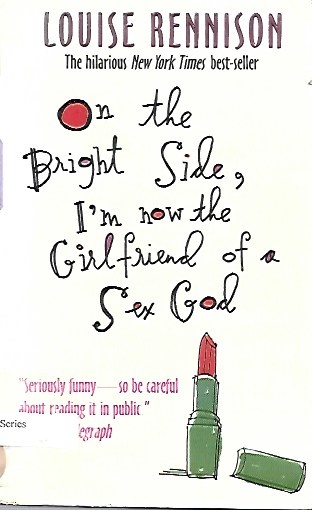 LOUISE RENNISON
The hilarious New York Times best-seller
On the
Bright Side,
I'm now the
Girlfriend of a
Sex God
"Seriously funny—so be careful
about reading it in public"
Series
egraph